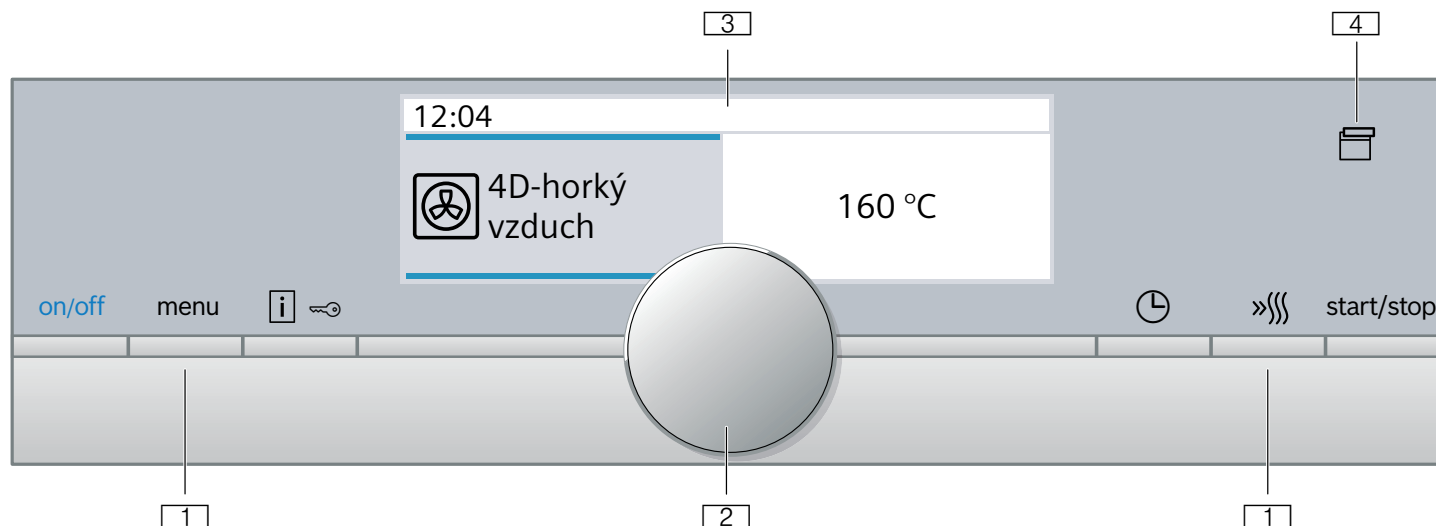 3
4
12:04
4D-horký
vzduch
160 °C
on/off
menu
i
start/stop
1
2
1